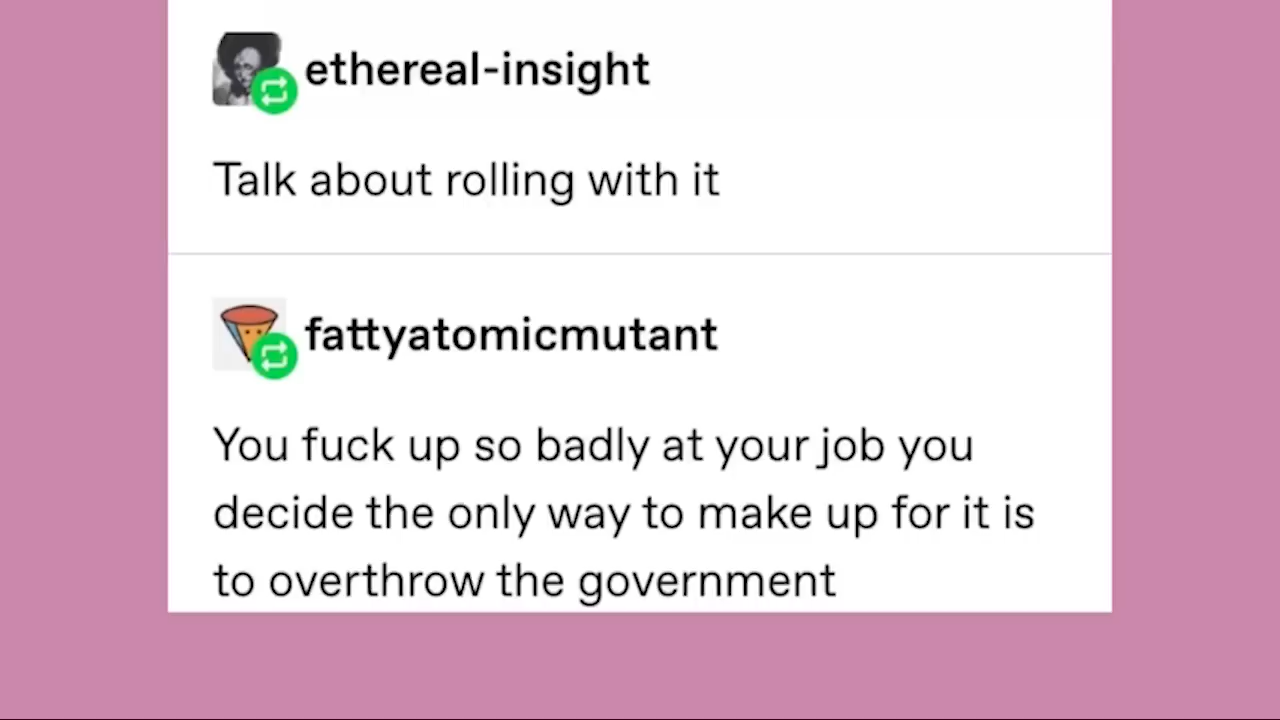 ethereal-insight
Talk about rolling with it
fattyatomicmutant
You fuck up so badly at your job you
decide the only way to make up for it is
to overthrow the government